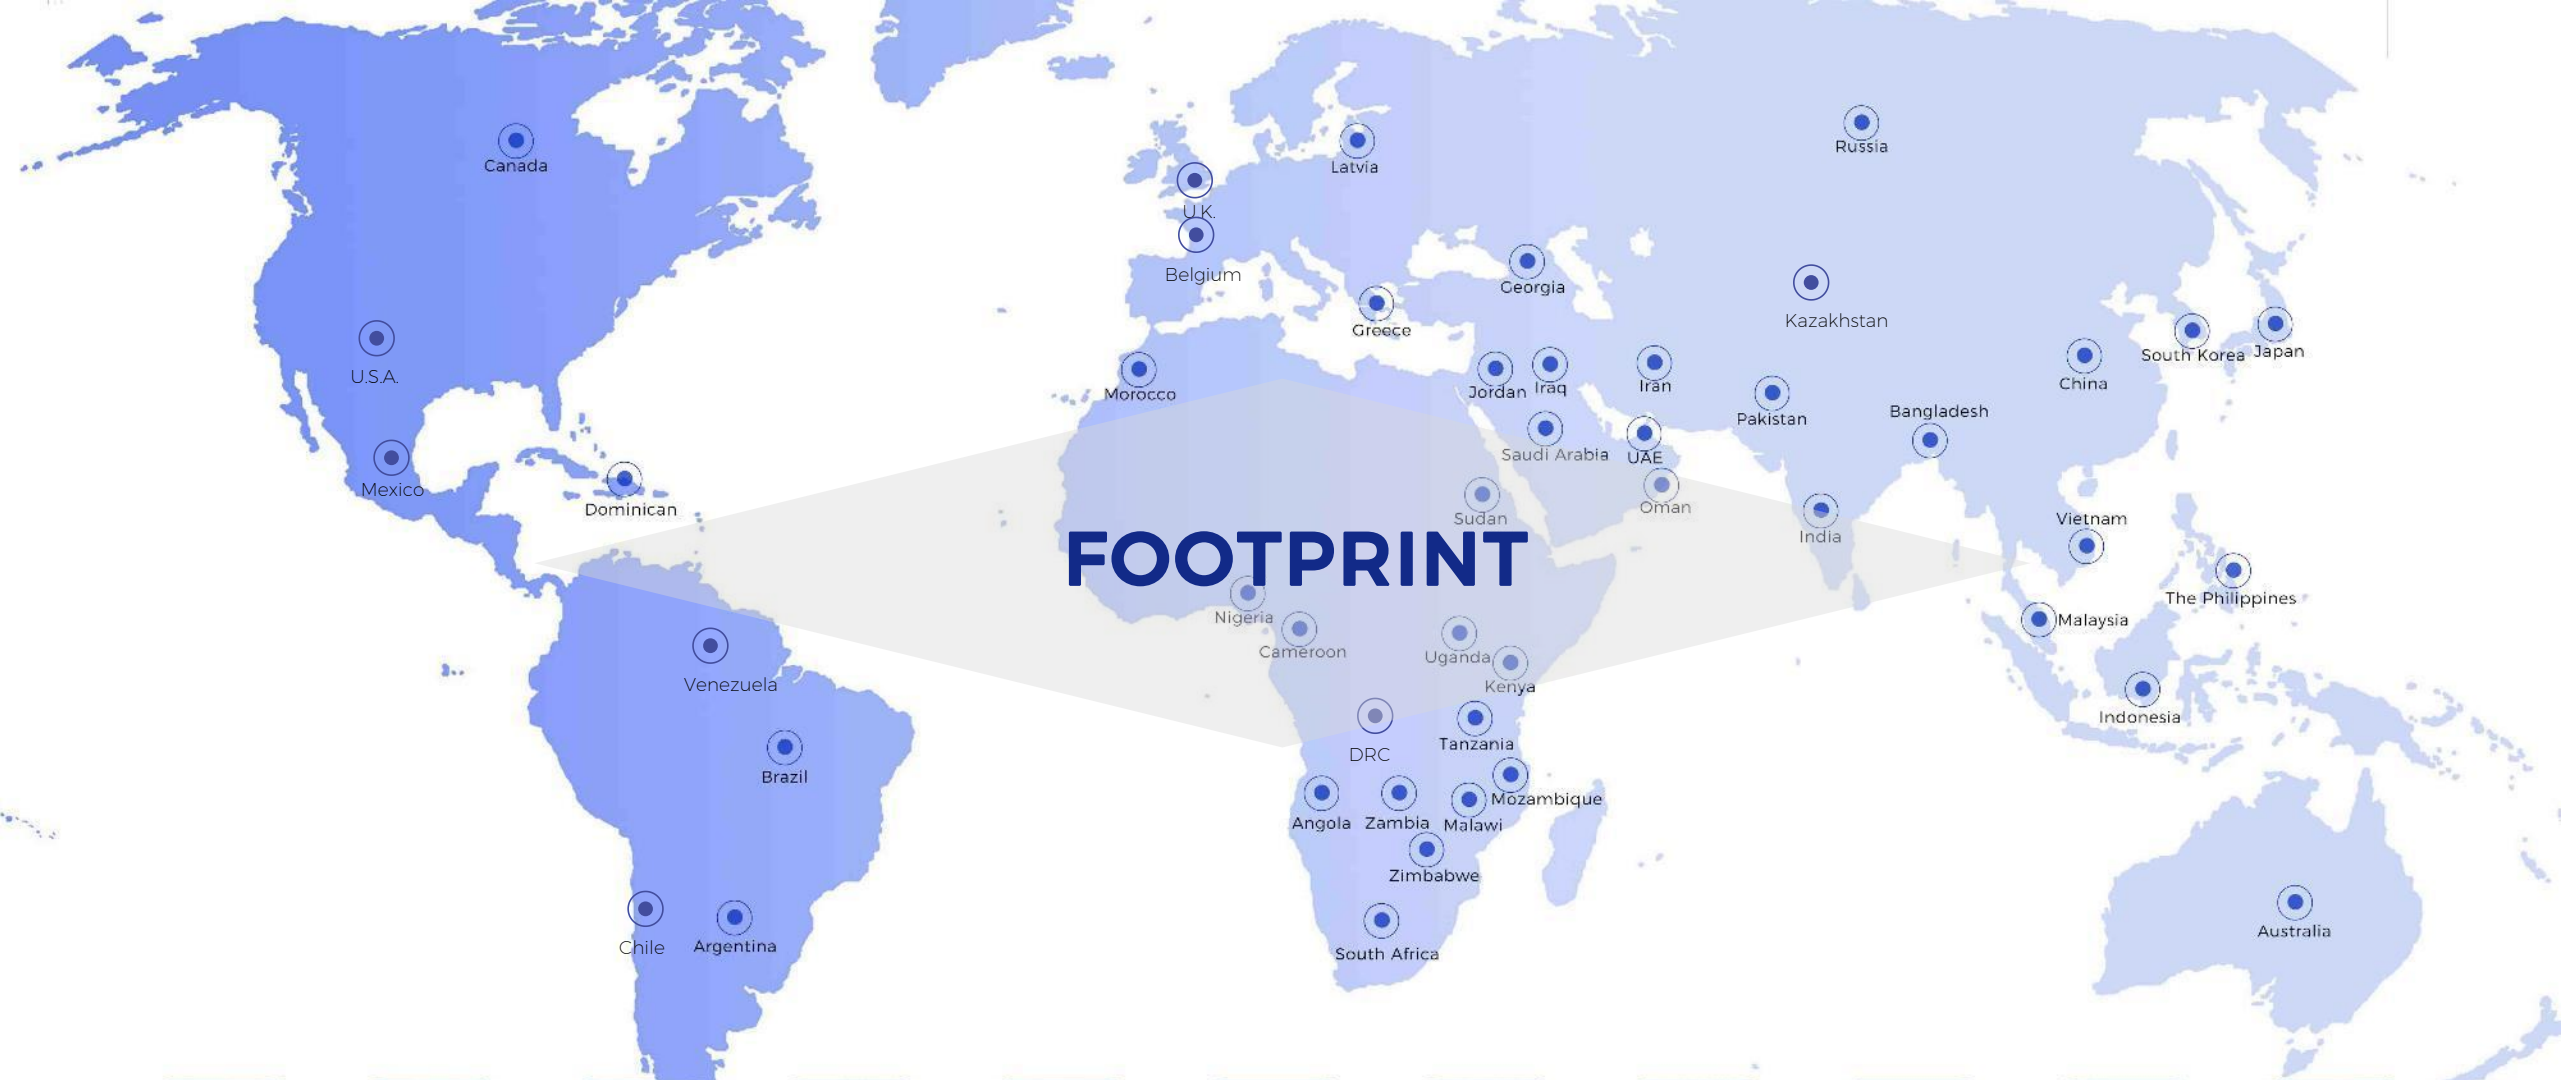 Canada
Latvia
Russia
U.K.
Belgium
Georgia
Kazakhstan
Greece
U.S.A.
Morocco
Jordan
Iraq
Iran
Pakistan
Bangladesh
China
South Korea
Japan
Saudi Arabia
UAE
Mexico
Dominican
Sudan
Oman
India
Vietnam
FOOTPRINT
The Philippines
Nigeria
Cameroon
Uganda
Kenya
Malaysia
Venezuela
Indonesia
Brazil
DRC
Tanzania
Mozambique
Angola
Zambia
Malawi
Zimbabwe
Chile
Argentina
South Africa
Australia